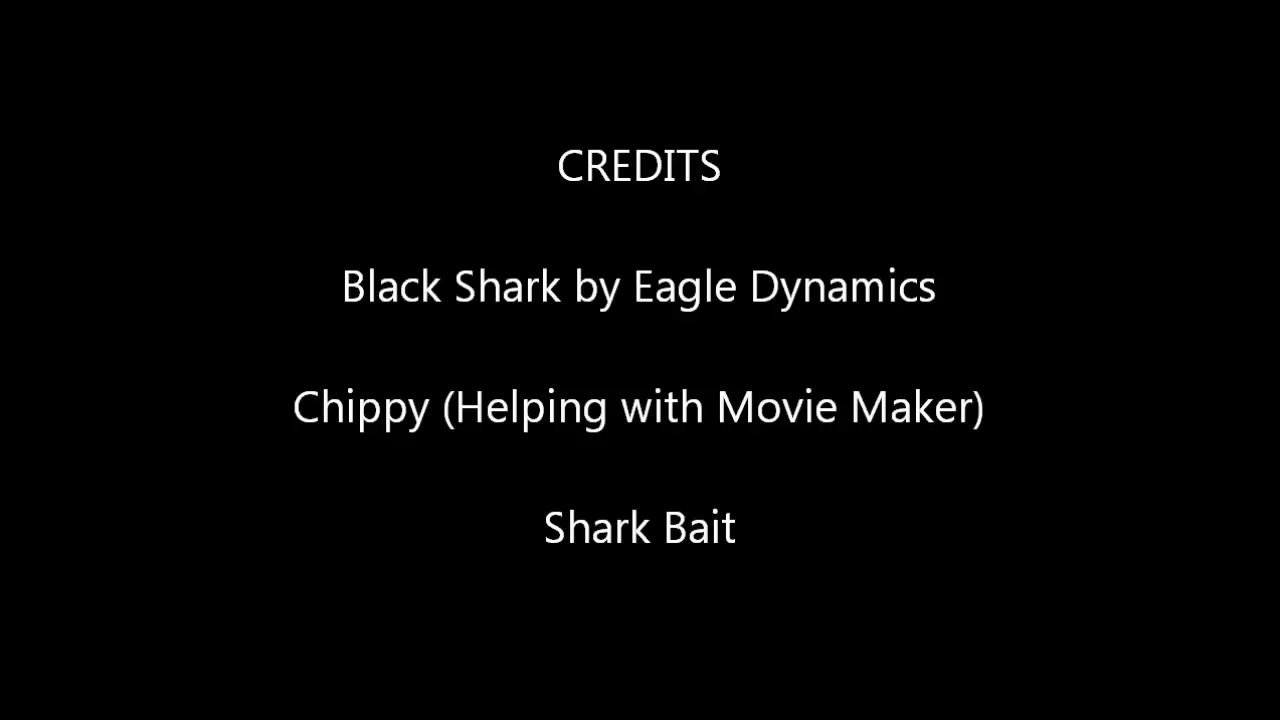 CREDITS
Black Shark by Eagle Dynamics
Chippy (Helping with Movie Maker)
Shark Bait